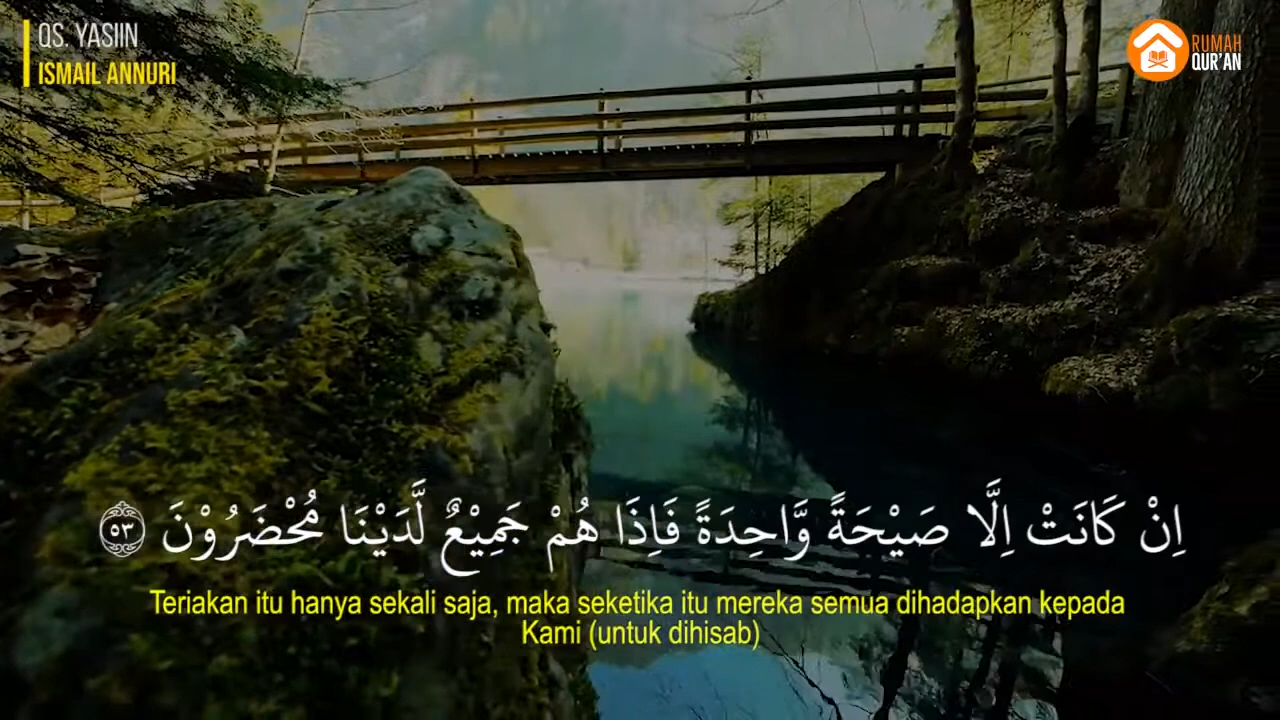 QS. YASIIN
ISMAIL ANNURI
RUMAH
QUR'AN
اِنْ كَانَتْ اِلَّا صَيْحَةً وَّاحِدَةً فَاِذَا هُمْ جَمِيْعٌ لَّدَيْنَا مُحْضَرُوْنَ ٥٣
Teriakan itu hanya sekali saja, maka seketika itu mereka semua dihadapkan kepada
Kami (untuk dihisab)